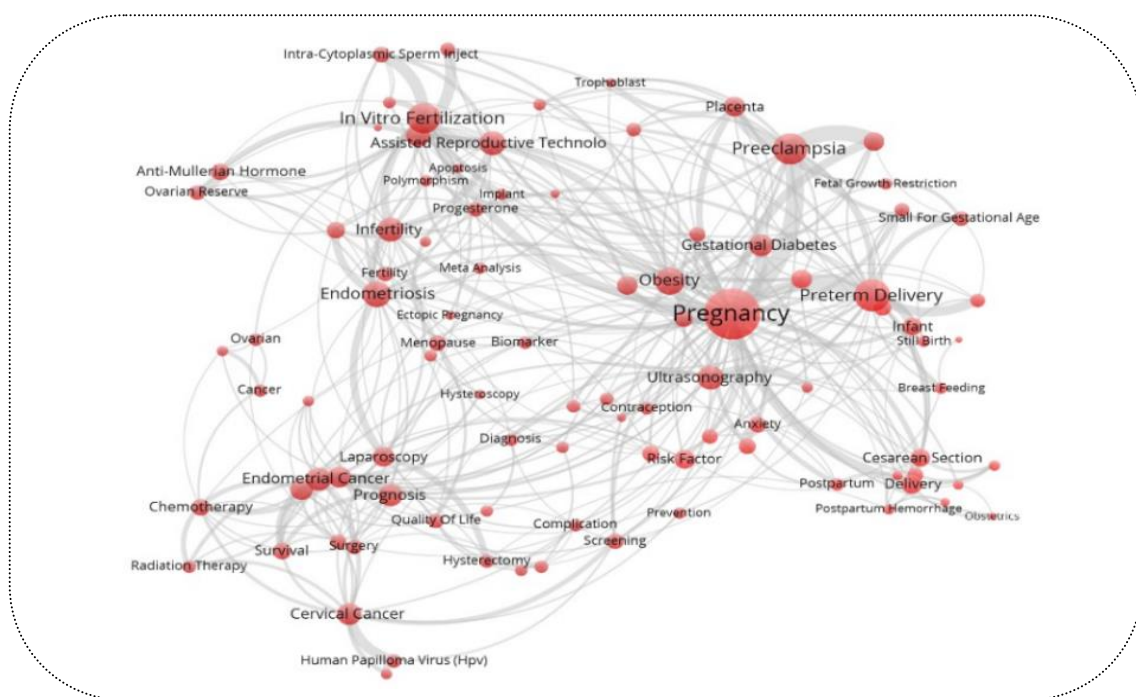 Intra-Cytoplasmic Sperm Inject
Trophoblast
Placenta
In Vitro Fertilization
Assisted Reproductive Technolo
Preeclampsia
Apoptosis
Anti-Mullerian Hormone
Polymorphism
Fetal Growth Restriction
Ovarian Reserve
Implant
Progesterone
Small For Gestational Age
Infertility
Gestational Diabetes
Meta Analysis
Fertility
Obesity
Endometriosis
Preterm Delivery
Ectopic Pregnancy
Pregnancy
Infant
Ovarian
Menopause
Biomarker
Still Birth
Ultrasonography
Cancer
Hysteroscopy
Breast Feeding
Contraception
Anxiety
Diagnosis
Laparoscopy
Risk Factor
Cesarean Section
Endometrial Cancer
Postpartum
Delivery
Prognosis
Chemotherapy
Postpartum Hemorrhage
Prevention
Obstetrics
Quality Of Life
Complication
Screening
Survival
Surgery
Hysterectomy
Radiation Therapy
Cervical Cancer
Human Papilloma Virus (Hpv)